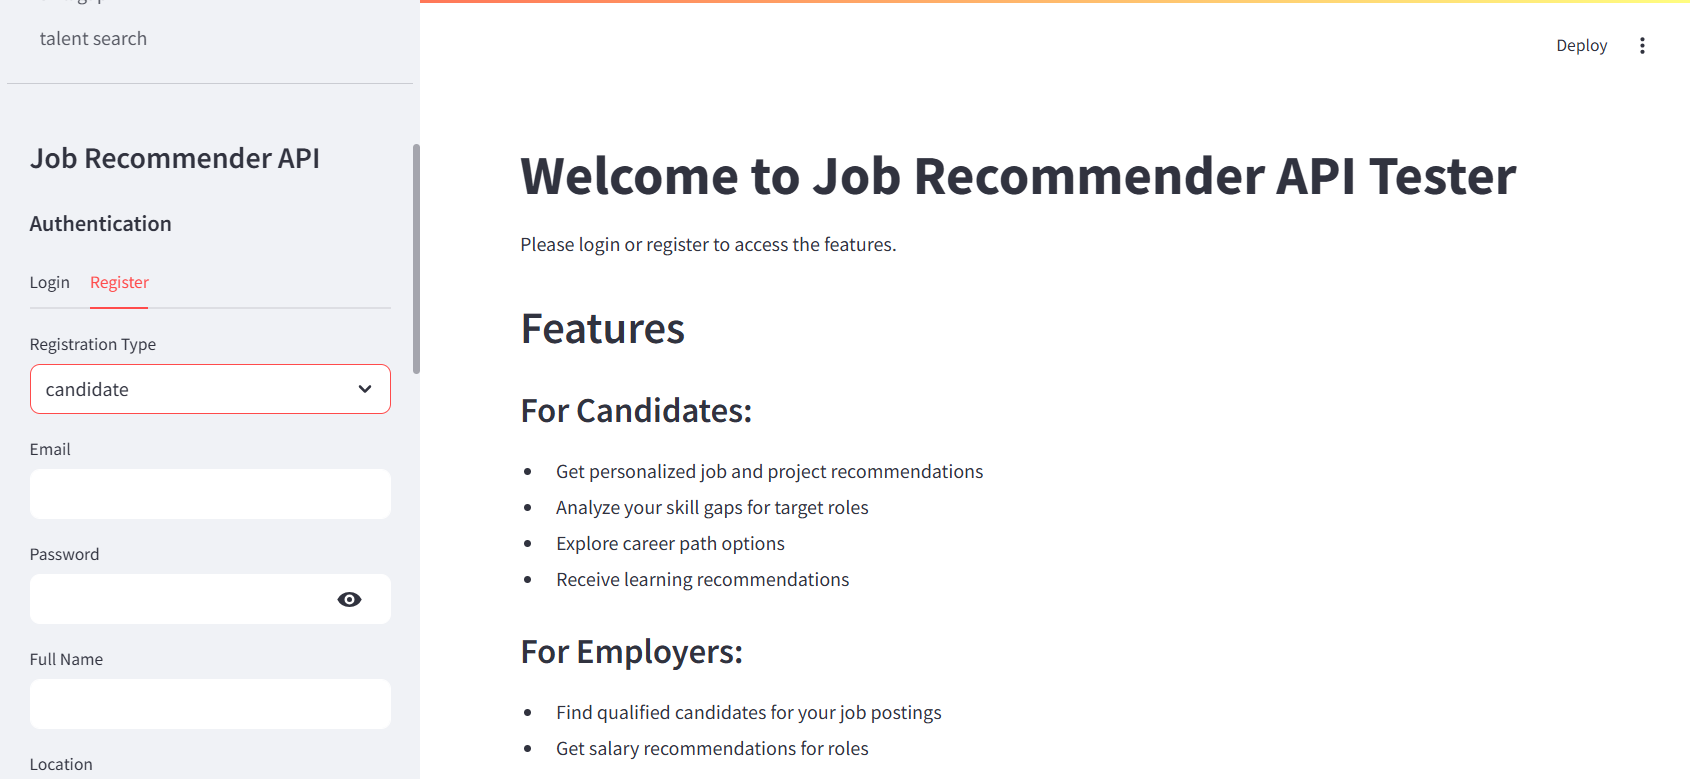 talent search
Job Recommender API
Authentication
Login Register
Registration Type
candidate
Email
Password
Full Name
Location
Deploy
Welcome to Job Recommender API Tester
Please login or register to access the features.
Features
For Candidates:
Get personalized job and project recommendations
Analyze your skill gaps for target roles
Explore career path options
Receive learning recommendations
For Employers:
Find qualified candidates for your job postings
Get salary recommendations for roles